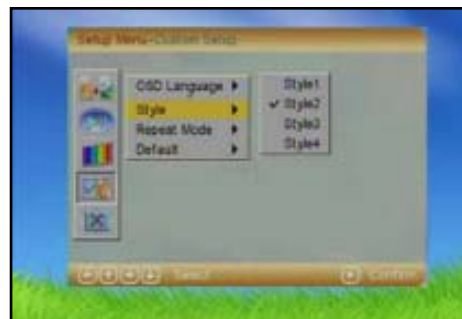 Setup Menu-Custom Setup
OSD Language
Style
Repeat Mode
Default
Style1
Style2
Style3
Style4
Select
Confirm